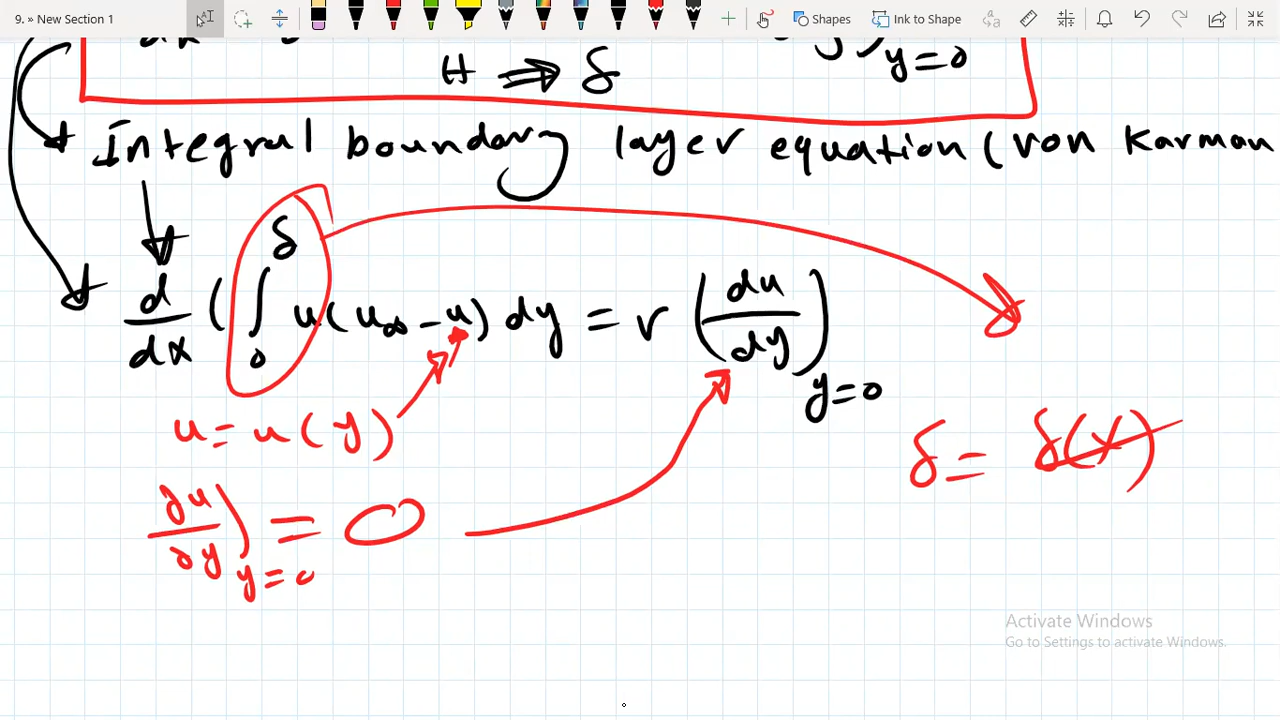 9. » New Section 1
Shapes
Ink to Shape
y=0
H ⇒ δ
Integral boundary layer equation (von Karman
d/dx ( ∫₀^δ u(u∞ − u) dy = ν (du/dy) y=0
u = u(y)
δ = δ(x)
∂u/∂y) y=0 = 0
Activate Windows
Go to Settings to activate Windows.